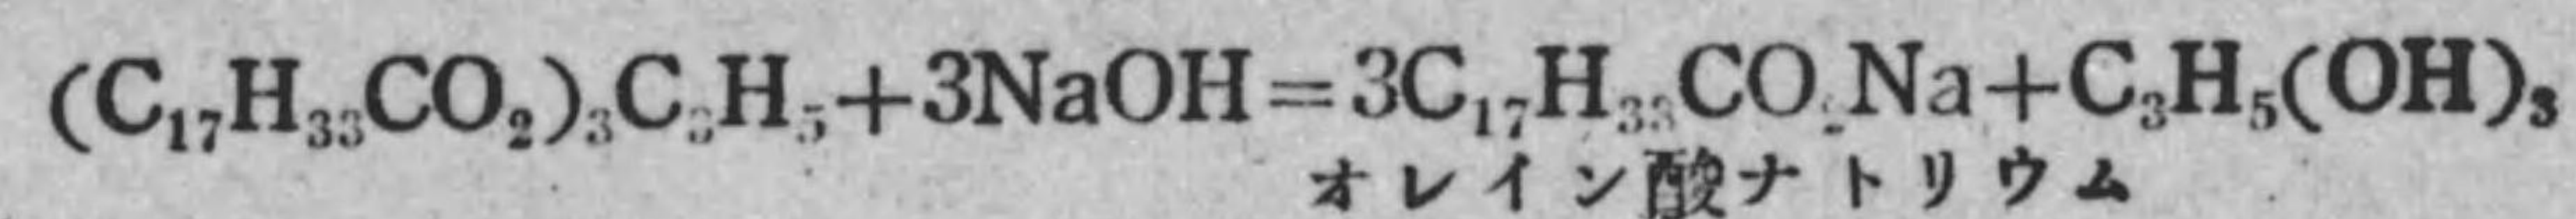 (C₁₇H₃₃CO₂)₃C₃H₅+3NaOH=3C₁₇H₃₃CO₂Na+C₃H₅(OH)₃
オレイン酸ナトリウム